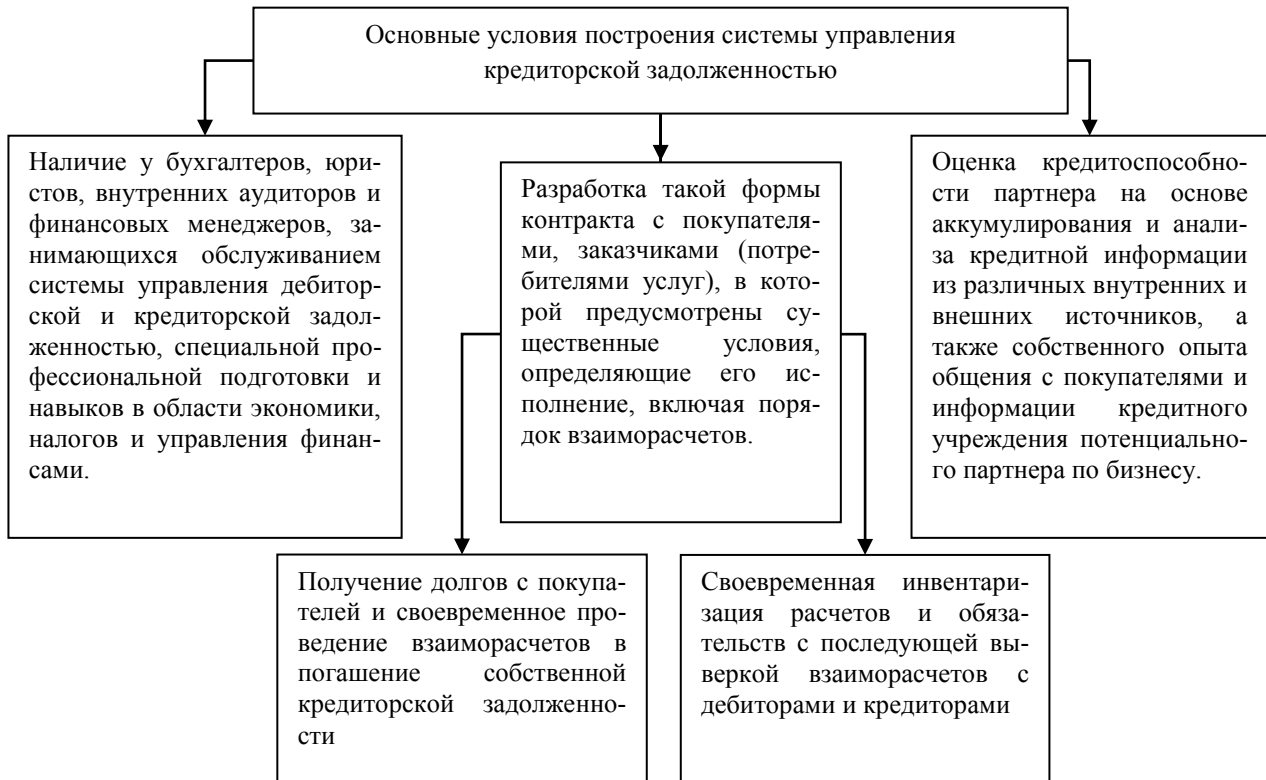 Основные условия построения системы управления
кредиторской задолженностью
Наличие у бухгалтеров, юри-
стов, внутренних аудиторов и
финансовых менеджеров, за-
нимающихся обслуживанием
системы управления дебитор-
ской и кредиторской задол-
женностью, специальной про-
фессиональной подготовки и
навыков в области экономики,
налогов и управления финан-
сами.
Разработка такой формы
контракта с покупателя-
ми, заказчиками (потре-
бителями услуг), в кото-
рой предусмотрены су-
щественные условия,
определяющие его ис-
полнение, включая поря-
док взаиморасчетов.
Оценка кредитоспособно-
сти партнера на основе
аккумулирования и анали-
за кредитной информации
из различных внутренних и
внешних источников, а
также собственного опыта
общения с покупателями и
информации кредитного
учреждения потенциально-
го партнера по бизнесу.
Получение долгов с покупа-
телей и своевременное про-
ведение взаиморасчетов в
погашение собственной
кредиторской задолженно-
сти
Своевременная инвентари-
зация расчетов и обяза-
тельств с последующей вы-
веркой взаиморасчетов с
дебиторами и кредиторами